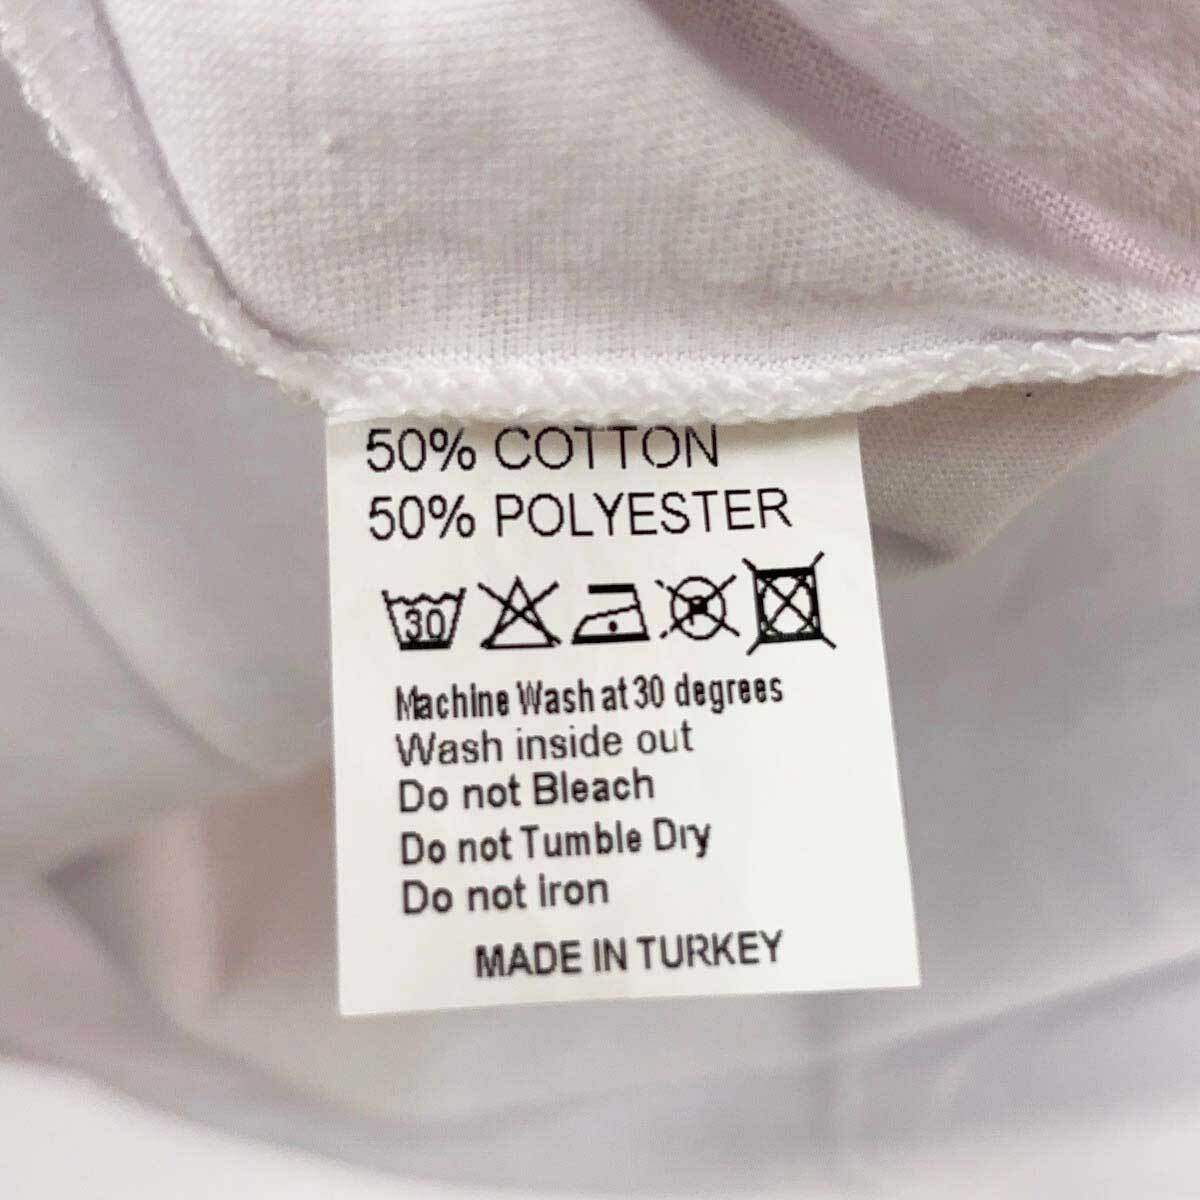 50% COTTON
50% POLYESTER
30 P
Machine Wash at 30 degrees
Wash inside out
Do not Bleach
Do not Tumble Dry
Do not iron
MADE IN TURKEY